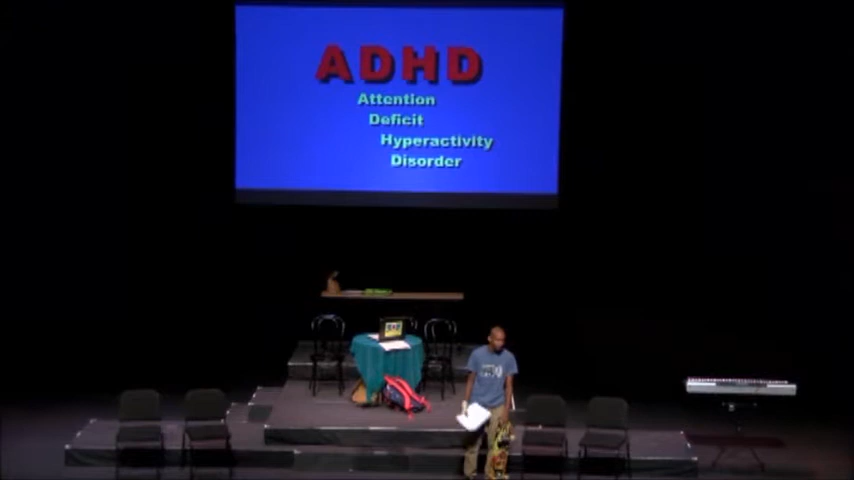 ADHD
Attention
Deficit
Hyperactivity
Disorder